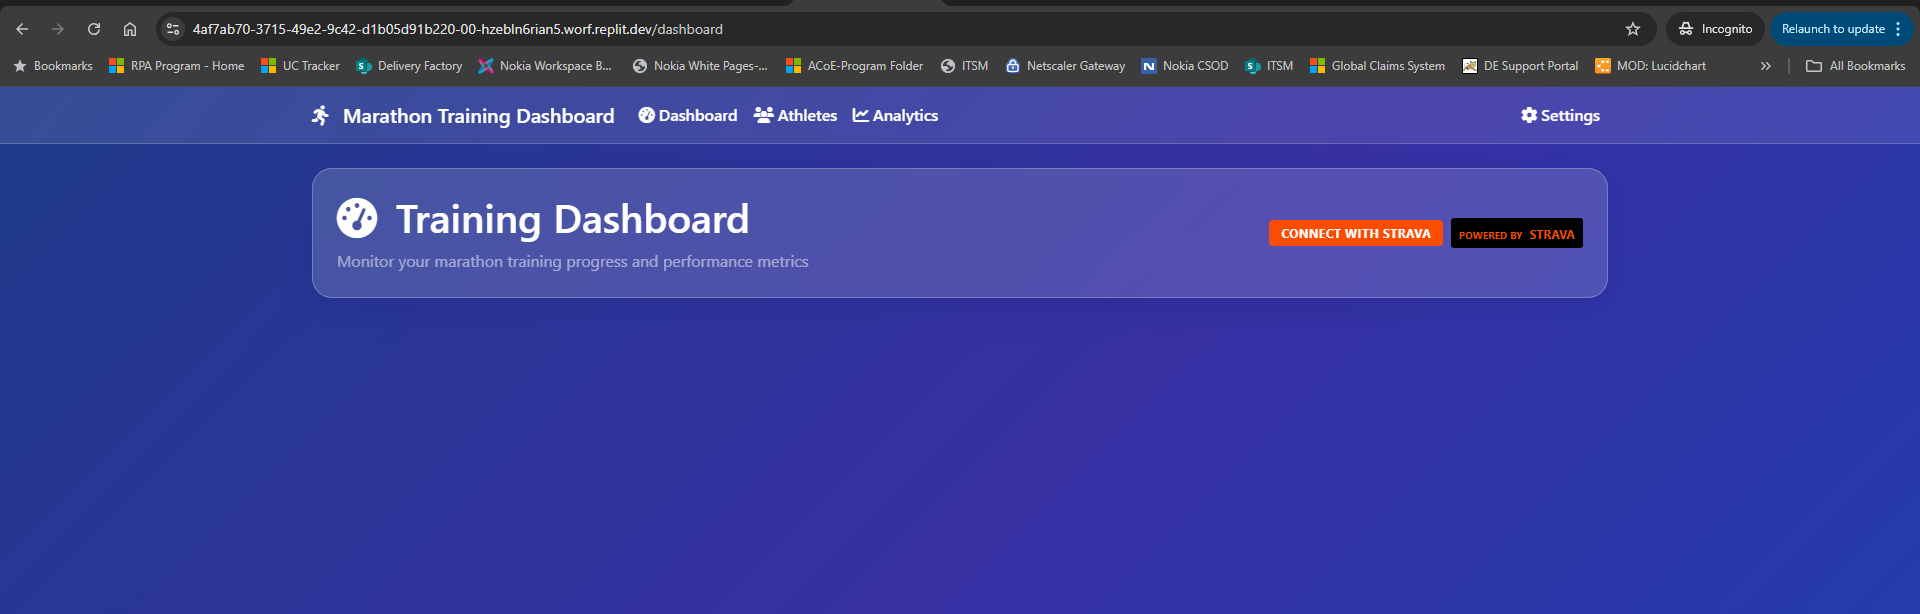 4af7ab70-3715-49e2-9c42-d1b05d91b220-00-hzebln6rian5.worf.replit.dev/dashboard Incognito Relaunch to update
Bookmarks RPA Program - Home UC Tracker Delivery Factory Nokia Workspace B... Nokia White Pages-... ACoE-Program Folder ITSM Netscaler Gateway Nokia CSOD ITSM Global Claims System DE Support Portal MOD: Lucidchart All Bookmarks
Marathon Training Dashboard Dashboard Athletes Analytics Settings
Training Dashboard
CONNECT WITH STRAVA POWERED BY STRAVA
Monitor your marathon training progress and performance metrics